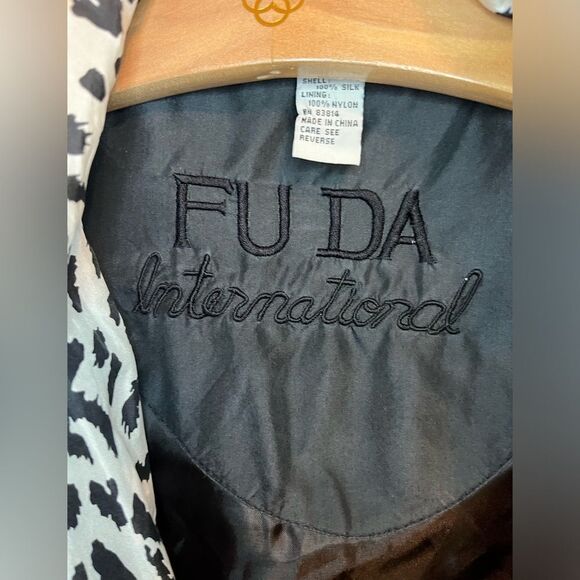 SHELL:
100% SILK
LINING:
100% NYLON
RN 83814
MADE IN CHINA
CARE SEE
REVERSE
FU DA
International